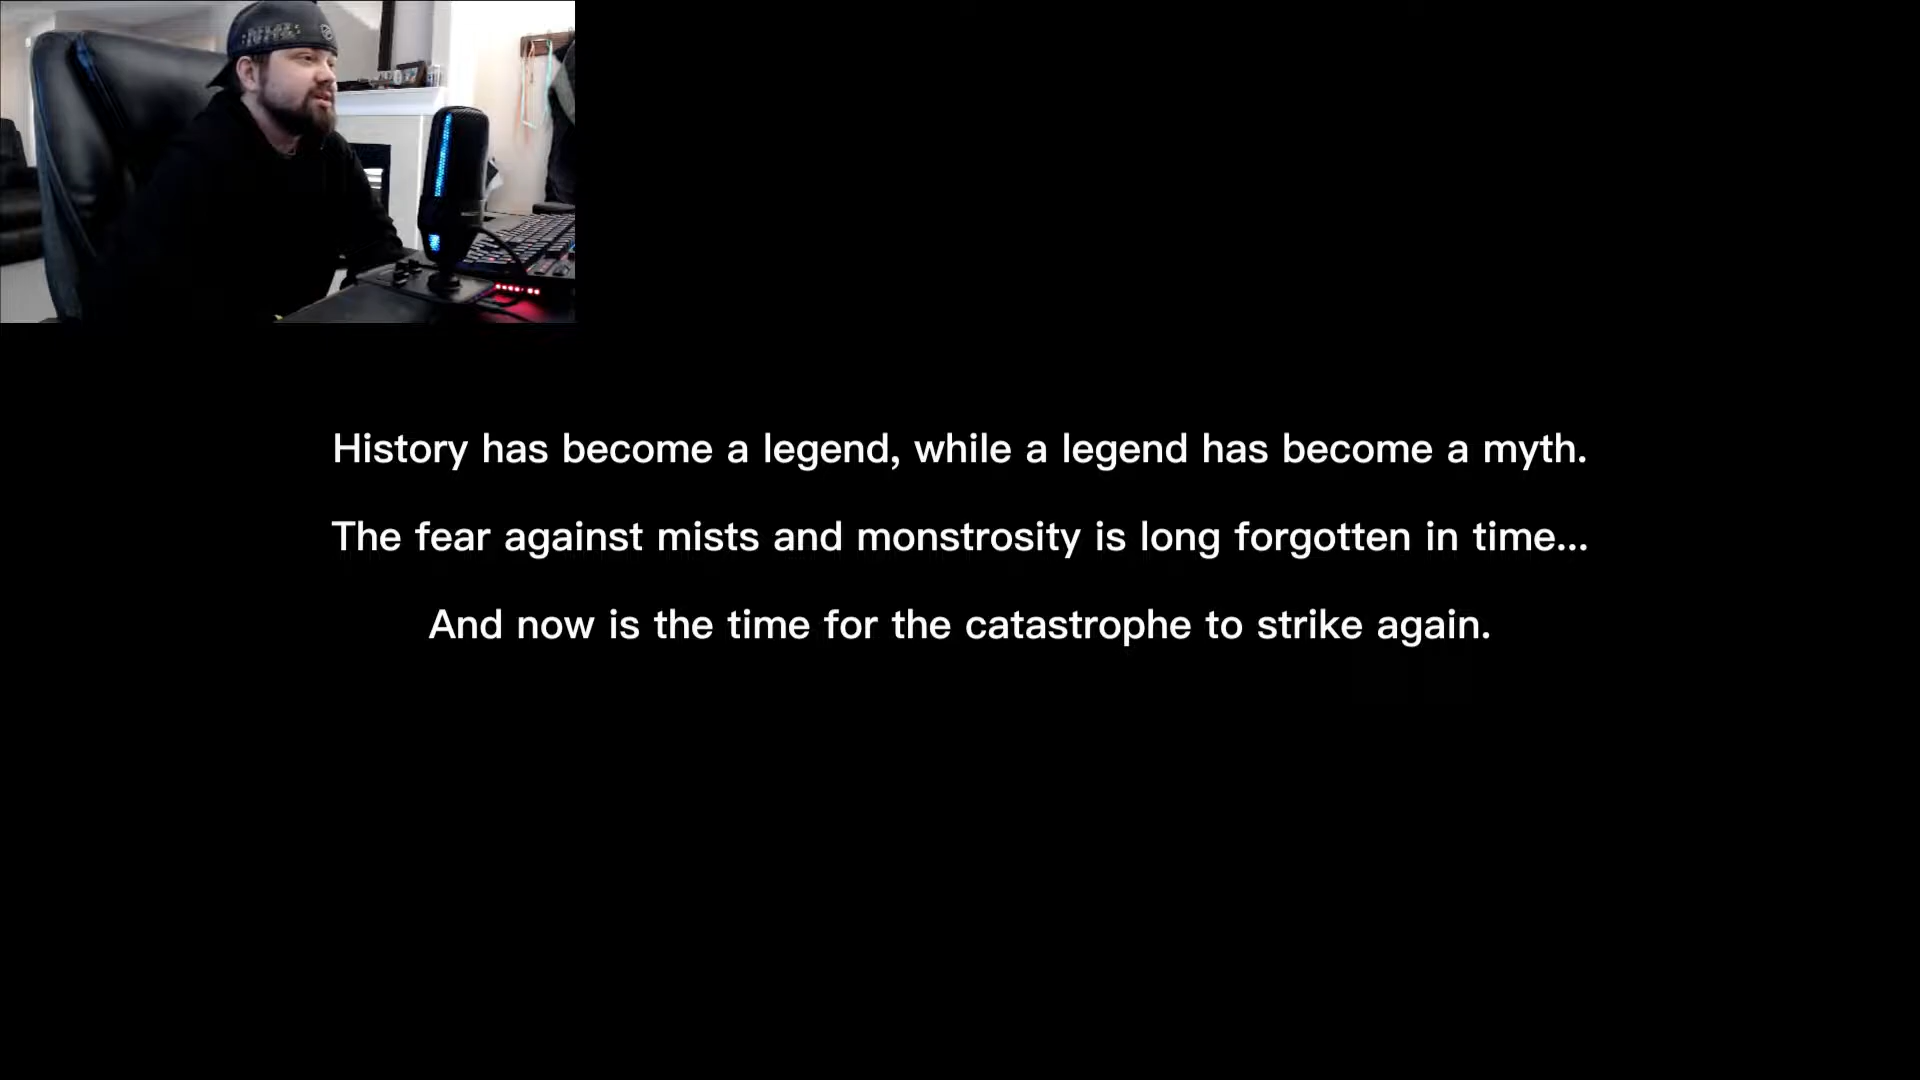 History has become a legend, while a legend has become a myth.
The fear against mists and monstrosity is long forgotten in time...
And now is the time for the catastrophe to strike again.